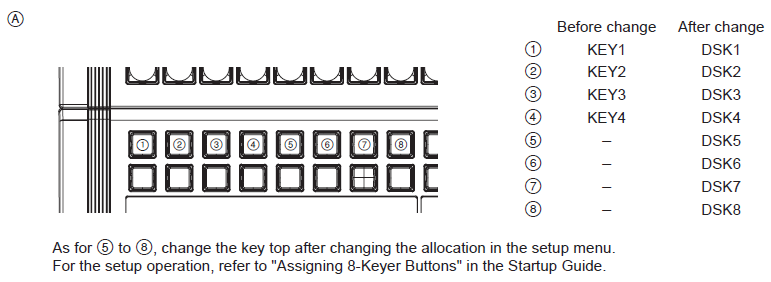 Ⓐ
Before change After change
① KEY1 DSK1
② KEY2 DSK2
③ KEY3 DSK3
④ KEY4 DSK4
⑤ – DSK5
⑥ – DSK6
⑦ – DSK7
⑧ – DSK8
① ② ③ ④ ⑤ ⑥ ⑦ ⑧
As for ⑤ to ⑧, change the key top after changing the allocation in the setup menu.
For the setup operation, refer to "Assigning 8-Keyer Buttons" in the Startup Guide.